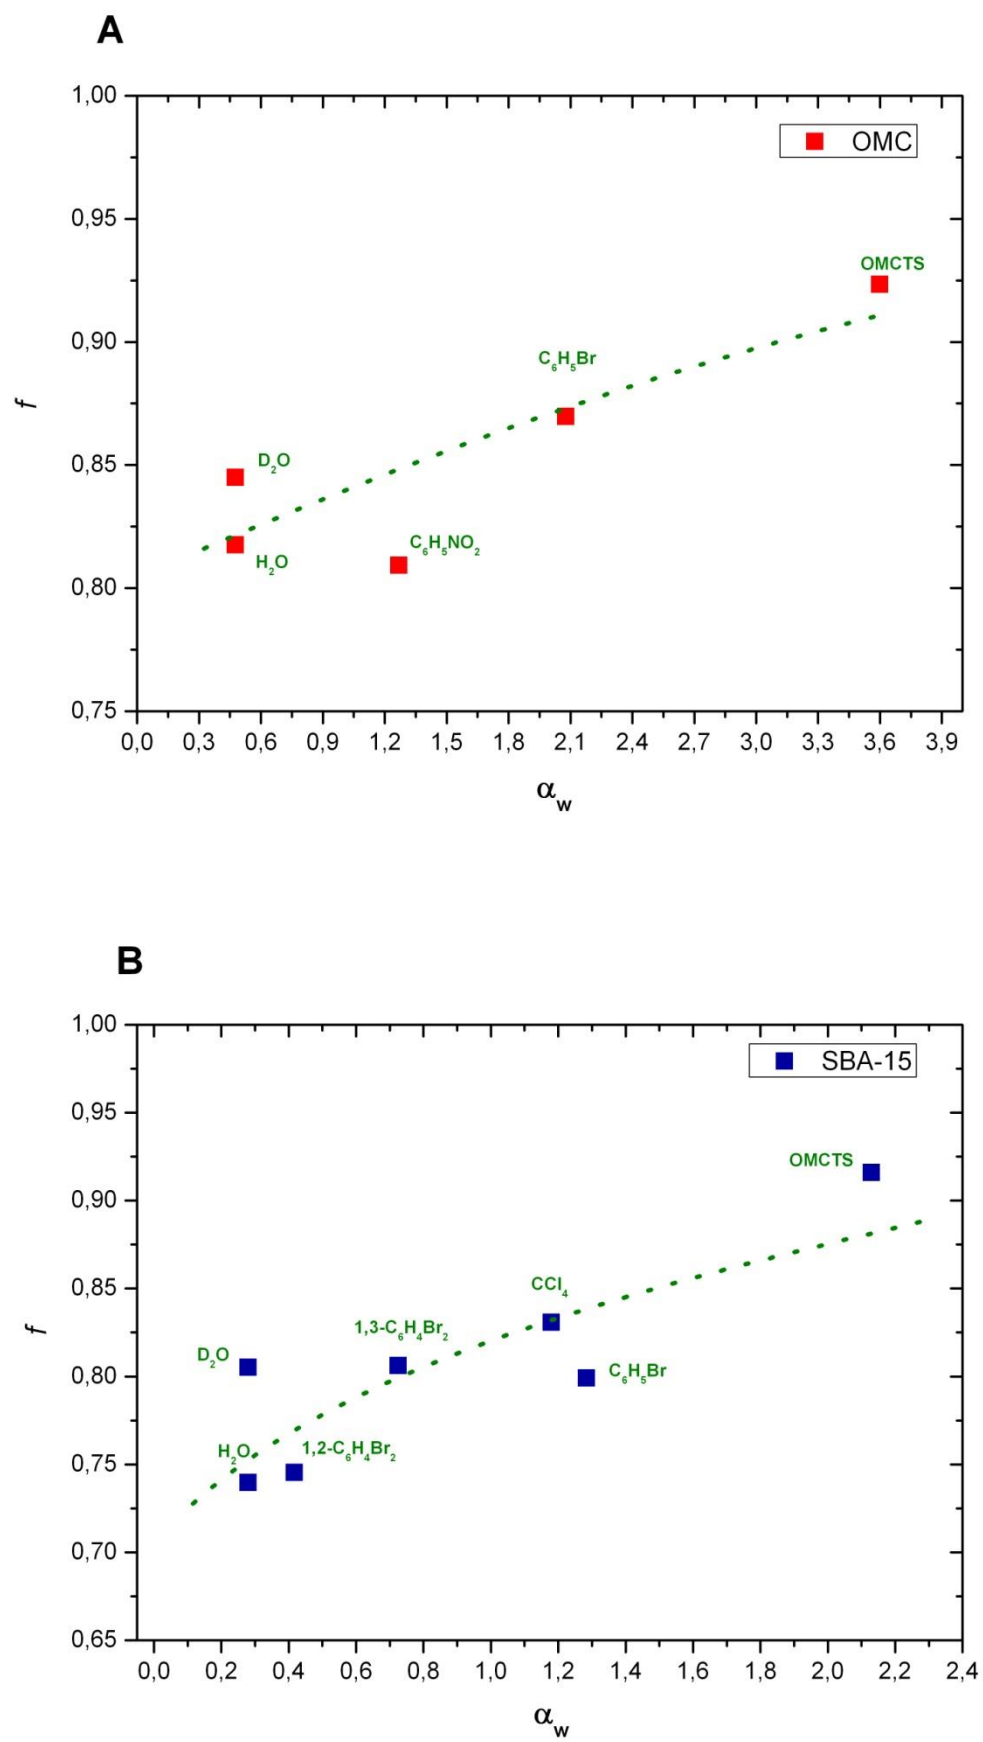 A
1,00
OMC
0,95
OMCTS
0,90
C₆H₅Br
f
D₂O
0,85
C₆H₅NO₂
H₂O
0,80
0,75
0,0 0,3 0,6 0,9 1,2 1,5 1,8 2,1 2,4 2,7 3,0 3,3 3,6 3,9
α_w
B
1,00
SBA-15
0,95
OMCTS
0,90
CCl₄
0,85
1,3-C₆H₄Br₂
f
D₂O
C₆H₅Br
0,80
H₂O 1,2-C₆H₄Br₂
0,75
0,70
0,65
0,0 0,2 0,4 0,6 0,8 1,0 1,2 1,4 1,6 1,8 2,0 2,2 2,4
α_w